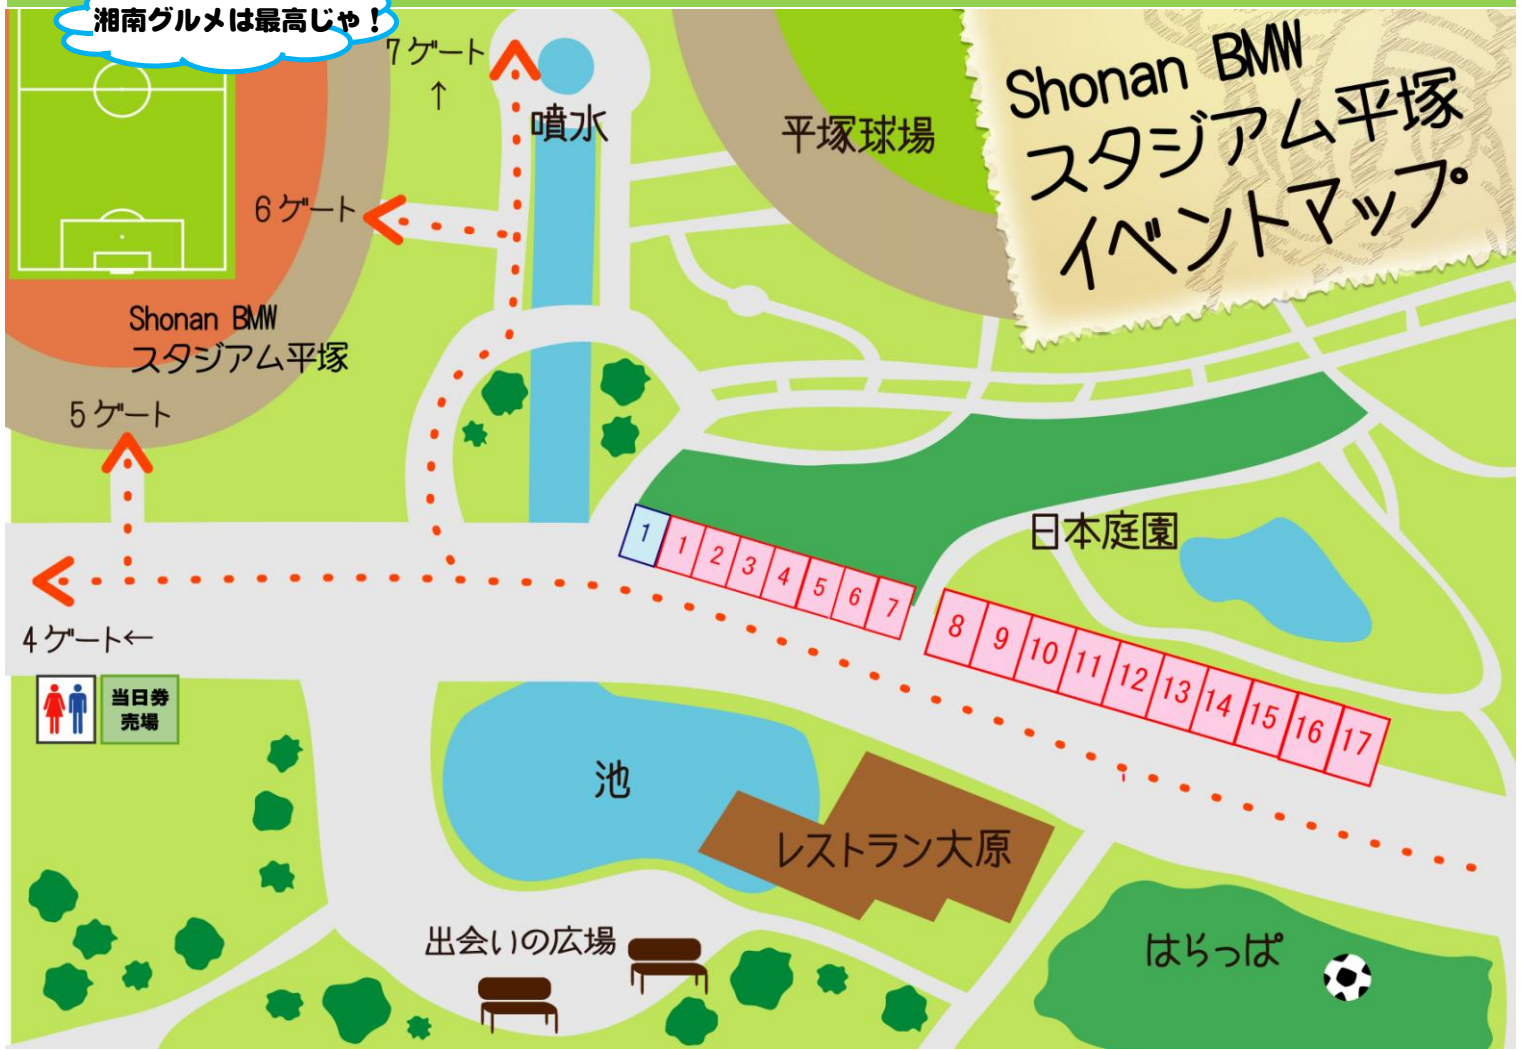 湘南グルメは最高じゃ！
Shonan BMW
スタジアム平塚
イベントマップ
7ゲート
↑
噴水
平塚球場
6ゲート
Shonan BMW
スタジアム平塚
5ゲート
日本庭園
1
1
2
3
4
5
6
7
8
9
10
11
12
13
14
15
16
17
4ゲート←
当日券
売場
池
レストラン大原
出会いの広場
はらっぱ